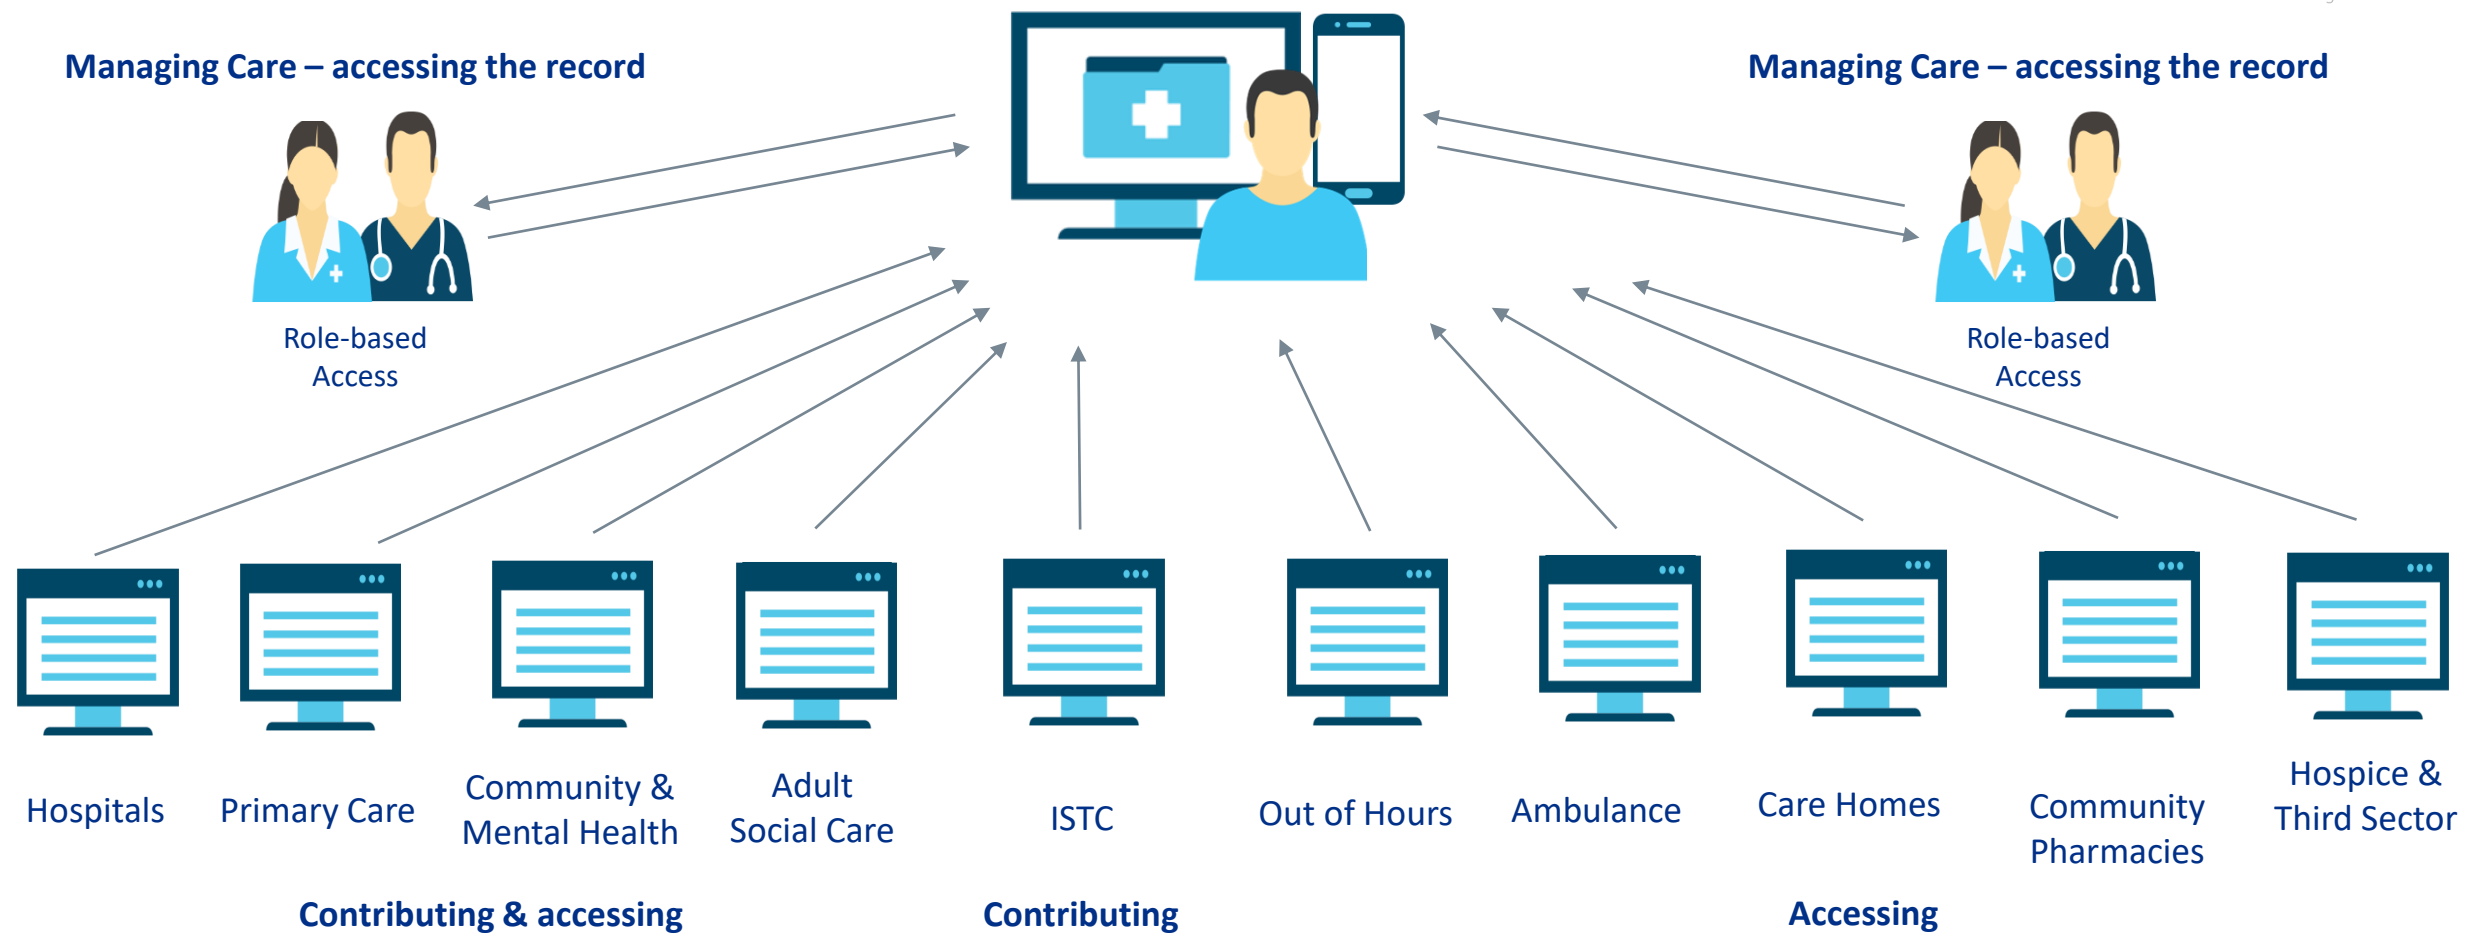 Managing Care – accessing the record
Managing Care – accessing the record
Role-based
Access
Role-based
Access
Hospitals
Primary Care
Community &
Mental Health
Adult
Social Care
ISTC
Out of Hours
Ambulance
Care Homes
Community
Pharmacies
Hospice &
Third Sector
Contributing & accessing
Contributing
Accessing